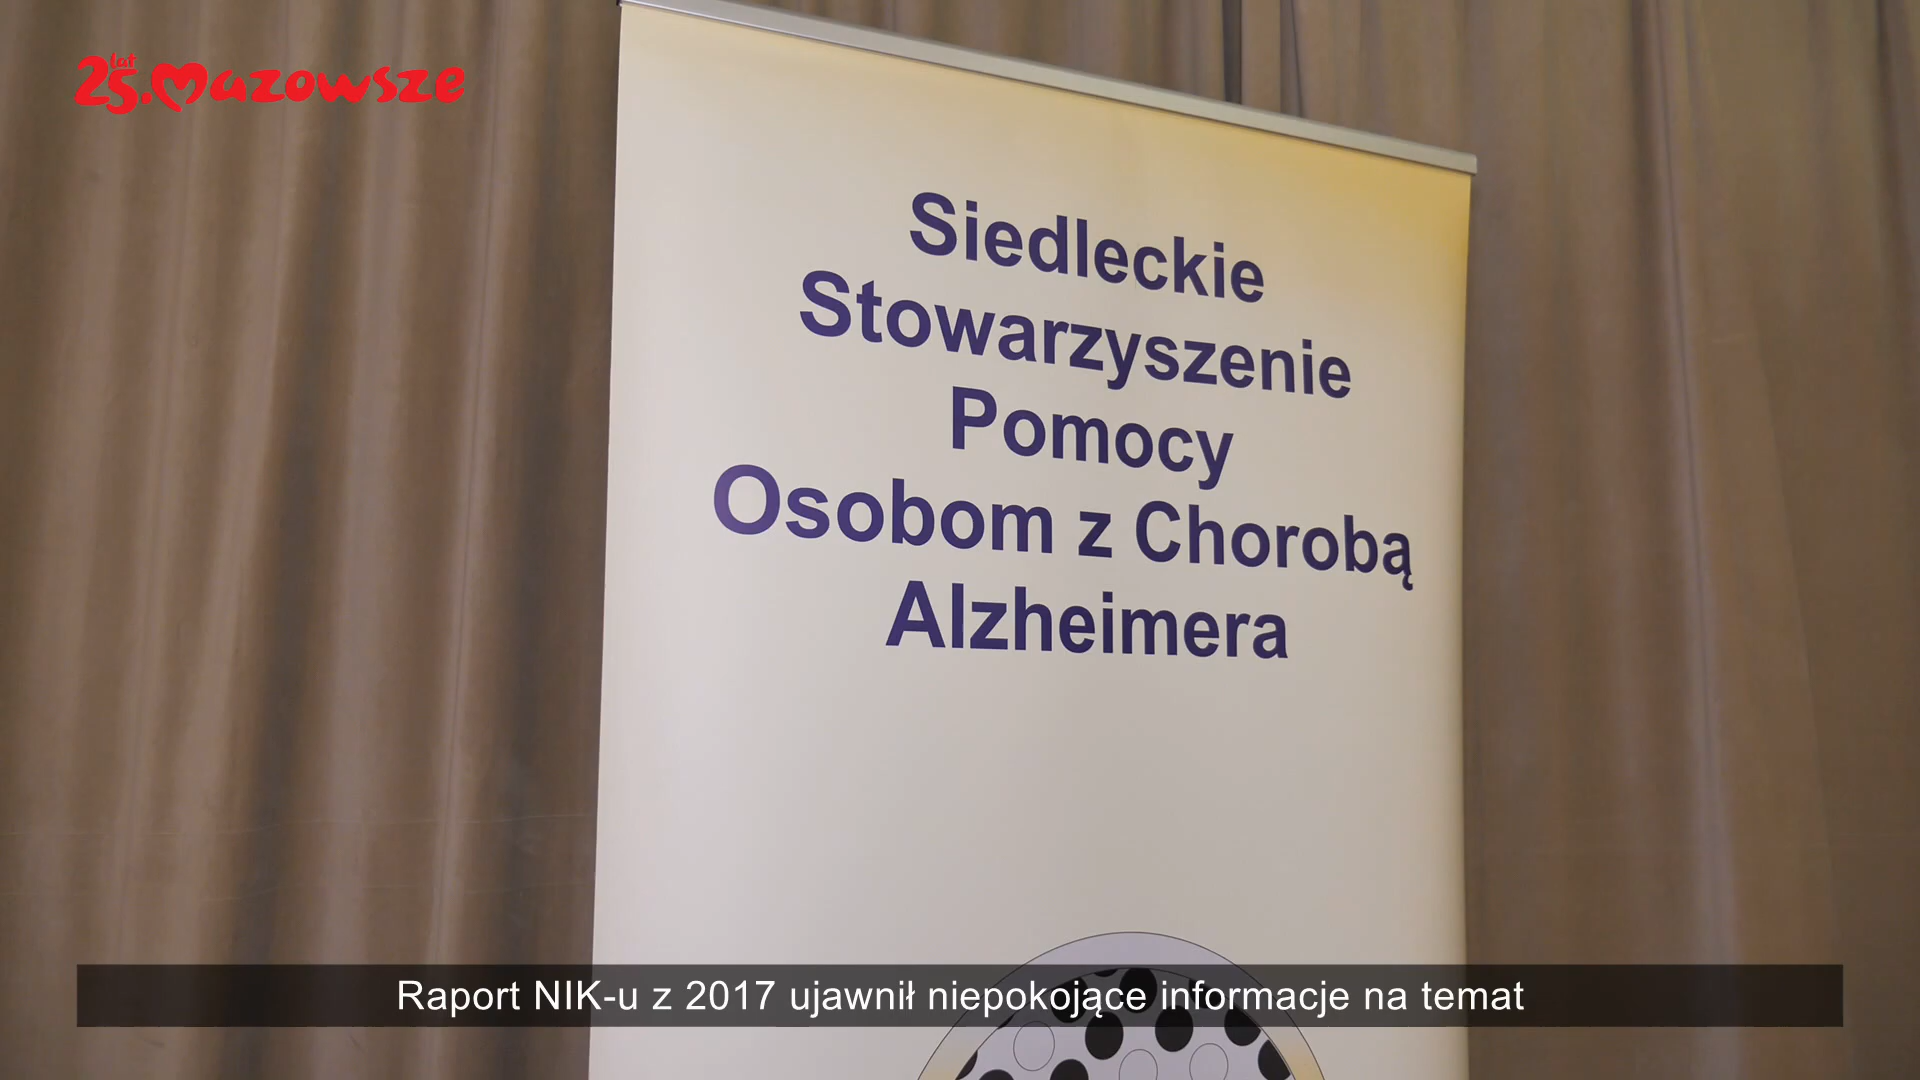 25 lat.Mazowsze
Siedleckie
Stowarzyszenie
Pomocy
Osobom z Chorobą
Alzheimera
Raport NIK-u z 2017 ujawnił niepokojące informacje na temat